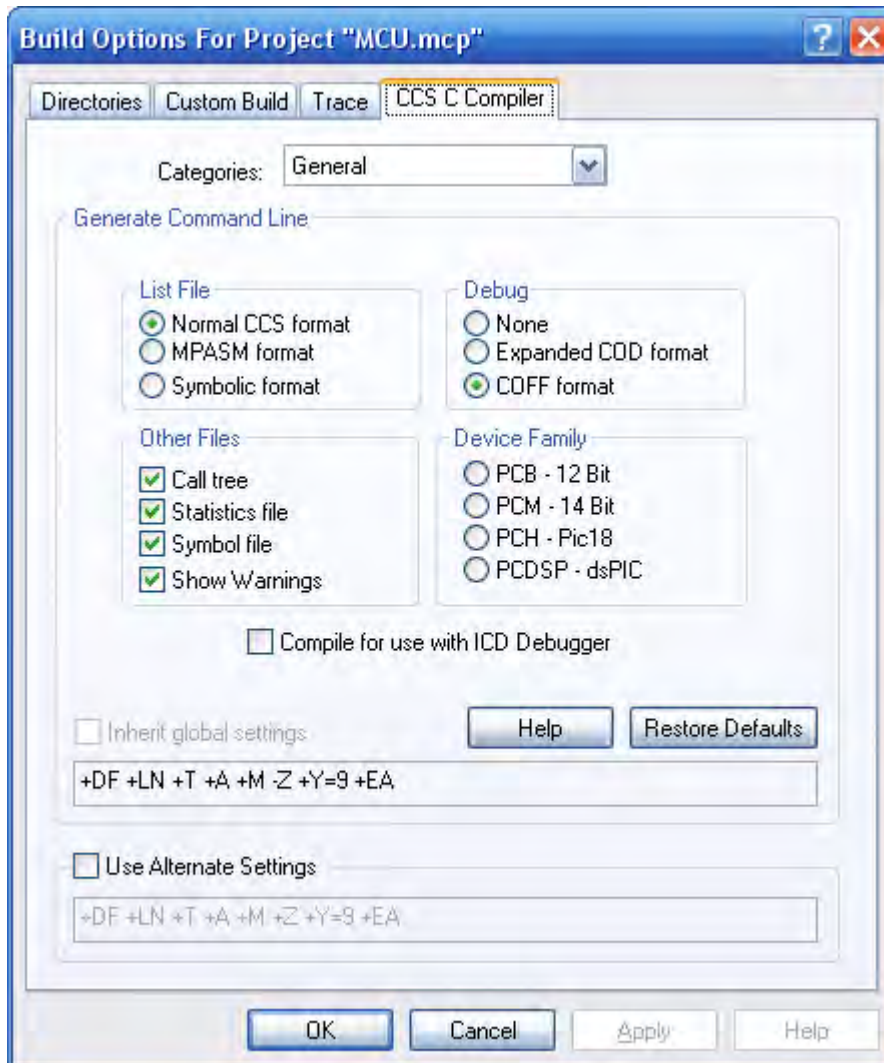 Build Options For Project "MCU.mcp"
Directories Custom Build Trace CCS C Compiler
Categories: General
Generate Command Line
List File
Normal CCS format
MPASM format
Symbolic format
Debug
None
Expanded COD format
COFF format
Other Files
Call tree
Statistics file
Symbol file
Show Warnings
Device Family
PCB - 12 Bit
PCM - 14 Bit
PCH - Pic18
PCDSP - dsPIC
Compile for use with ICD Debugger
Inherit global settings Help Restore Defaults
+DF +LN +T +A +M -Z +Y=9 +EA
Use Alternate Settings
+DF +LN +T +A +M +Z +Y=9 +EA
OK Cancel Apply Help